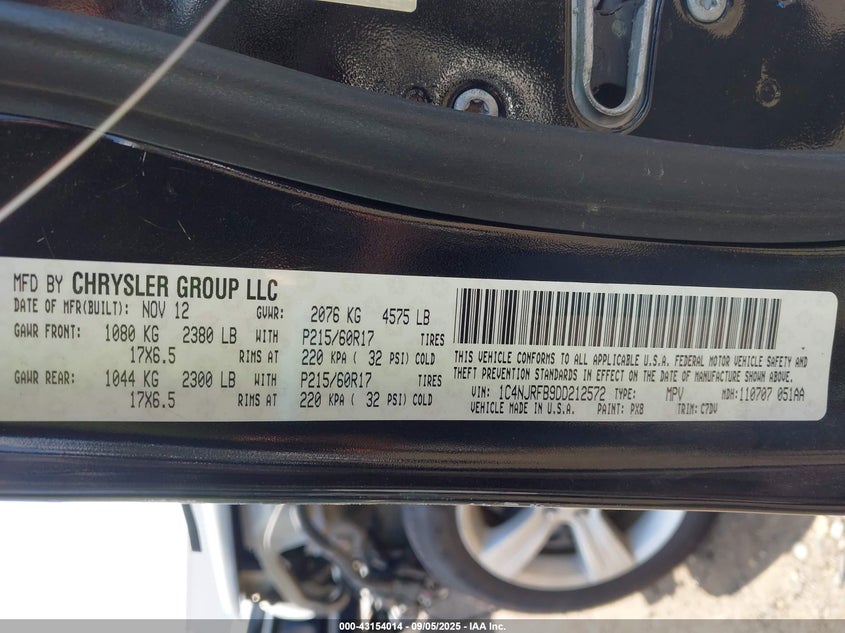 MFD BY CHRYSLER GROUP LLC
DATE OF MFR(BUILT): NOV 12 GVWR: 2076 KG 4575 LB
GAWR FRONT: 1080 KG 2380 LB WITH P215/60R17 TIRES
17X6.5 RIMS AT 220 KPA ( 32 PSI) COLD
GAWR REAR: 1044 KG 2300 LB WITH P215/60R17 TIRES
17X6.5 RIMS AT 220 KPA ( 32 PSI) COLD
THIS VEHICLE CONFORMS TO ALL APPLICABLE U.S.A. FEDERAL MOTOR VEHICLE SAFETY AND
THEFT PREVENTION STANDARDS IN EFFECT ON THE DATE OF MANUFACTURE SHOWN ABOVE.
VIN: 1C4NJRFB9DD212572 TYPE: MPV MDH: 110707 051AA
VEHICLE MADE IN U.S.A. PAINT: PX8 TRIM: C7DV
000-43154014 - 09/05/2025 - IAA Inc.